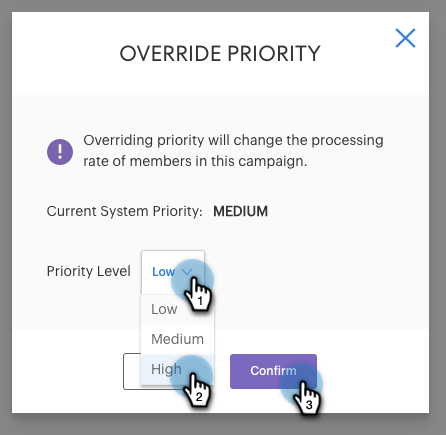 OVERRIDE PRIORITY
Overriding priority will change the processing
rate of members in this campaign.
Current System Priority: MEDIUM
Priority Level Low
1
Low
Medium
High
2
Confirm
3